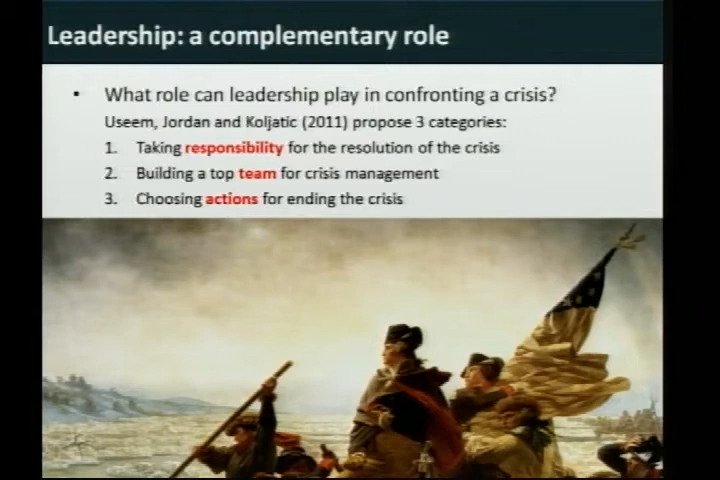 Leadership: a complementary role
• What role can leadership play in confronting a crisis?
Useem, Jordan and Koljatic (2011) propose 3 categories:
1. Taking responsibility for the resolution of the crisis
2. Building a top team for crisis management
3. Choosing actions for ending the crisis